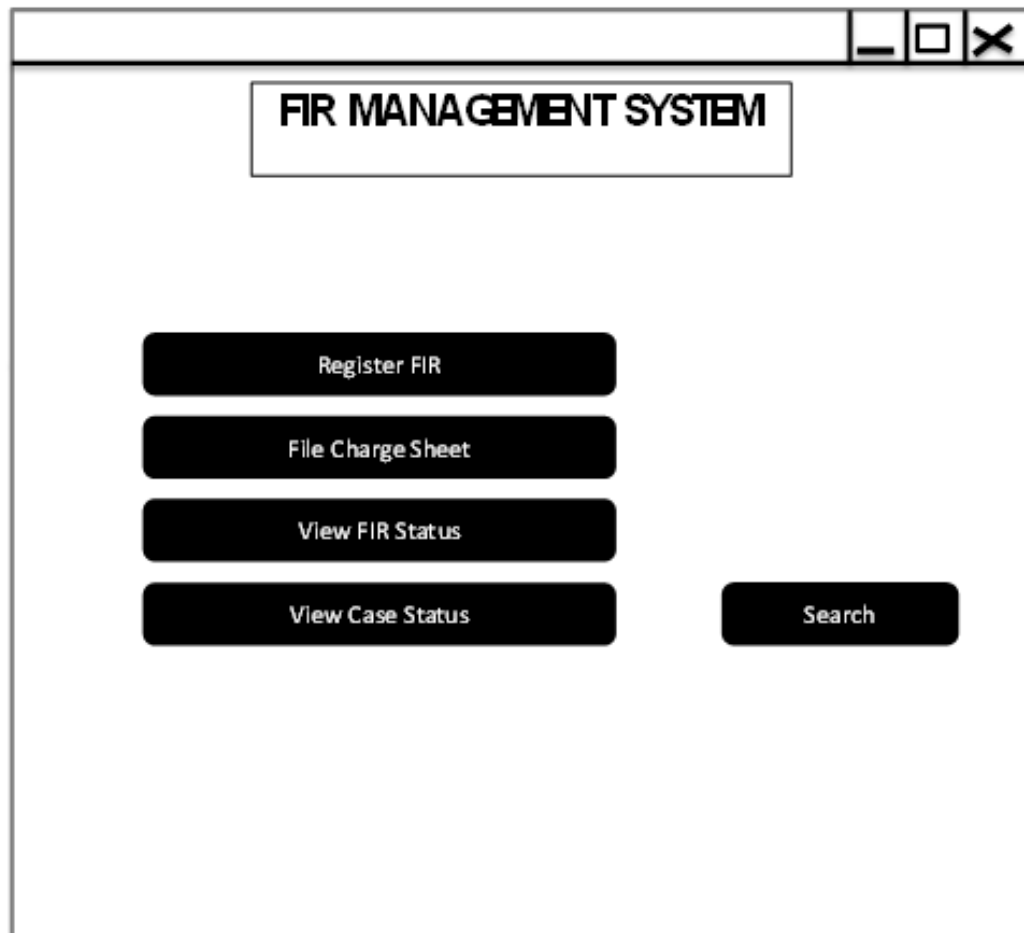 FIR MANAGEMENT SYSTEM
Register FIR
File Charge Sheet
View FIR Status
View Case Status
Search